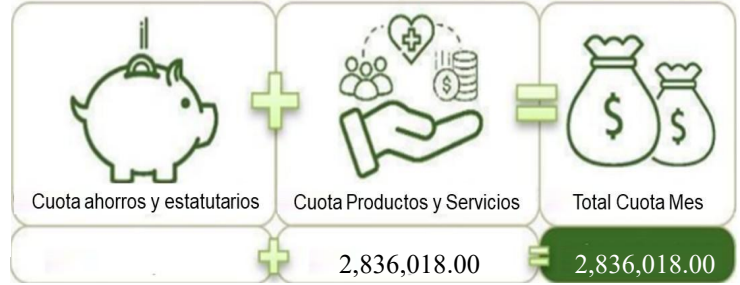 Cuota ahorros y estatutarios
Cuota Productos y Servicios
Total Cuota Mes
+
2,836,018.00
=
2,836,018.00